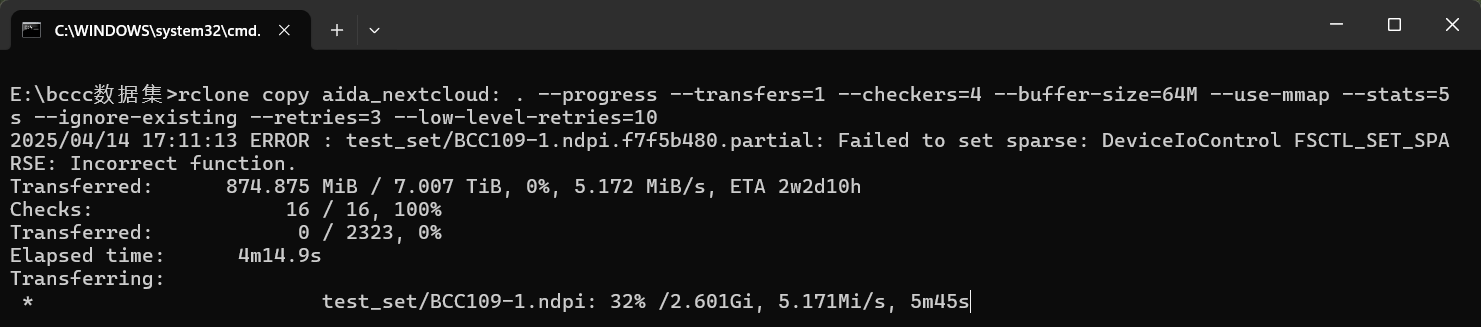 C:\WINDOWS\system32\cmd.
E:\bccc数据集>rclone copy aida_nextcloud: . --progress --transfers=1 --checkers=4 --buffer-size=64M --use-mmap --stats=5
s --ignore-existing --retries=3 --low-level-retries=10
2025/04/14 17:11:13 ERROR : test_set/BCC109-1.ndpi.f7f5b480.partial: Failed to set sparse: DeviceIoControl FSCTL_SET_SPA
RSE: Incorrect function.
Transferred:      874.875 MiB / 7.007 TiB, 0%, 5.172 MiB/s, ETA 2w2d10h
Checks:                16 / 16, 100%
Transferred:            0 / 2323, 0%
Elapsed time:      4m14.9s
Transferring:
 *                        test_set/BCC109-1.ndpi: 32% /2.601Gi, 5.171Mi/s, 5m45s